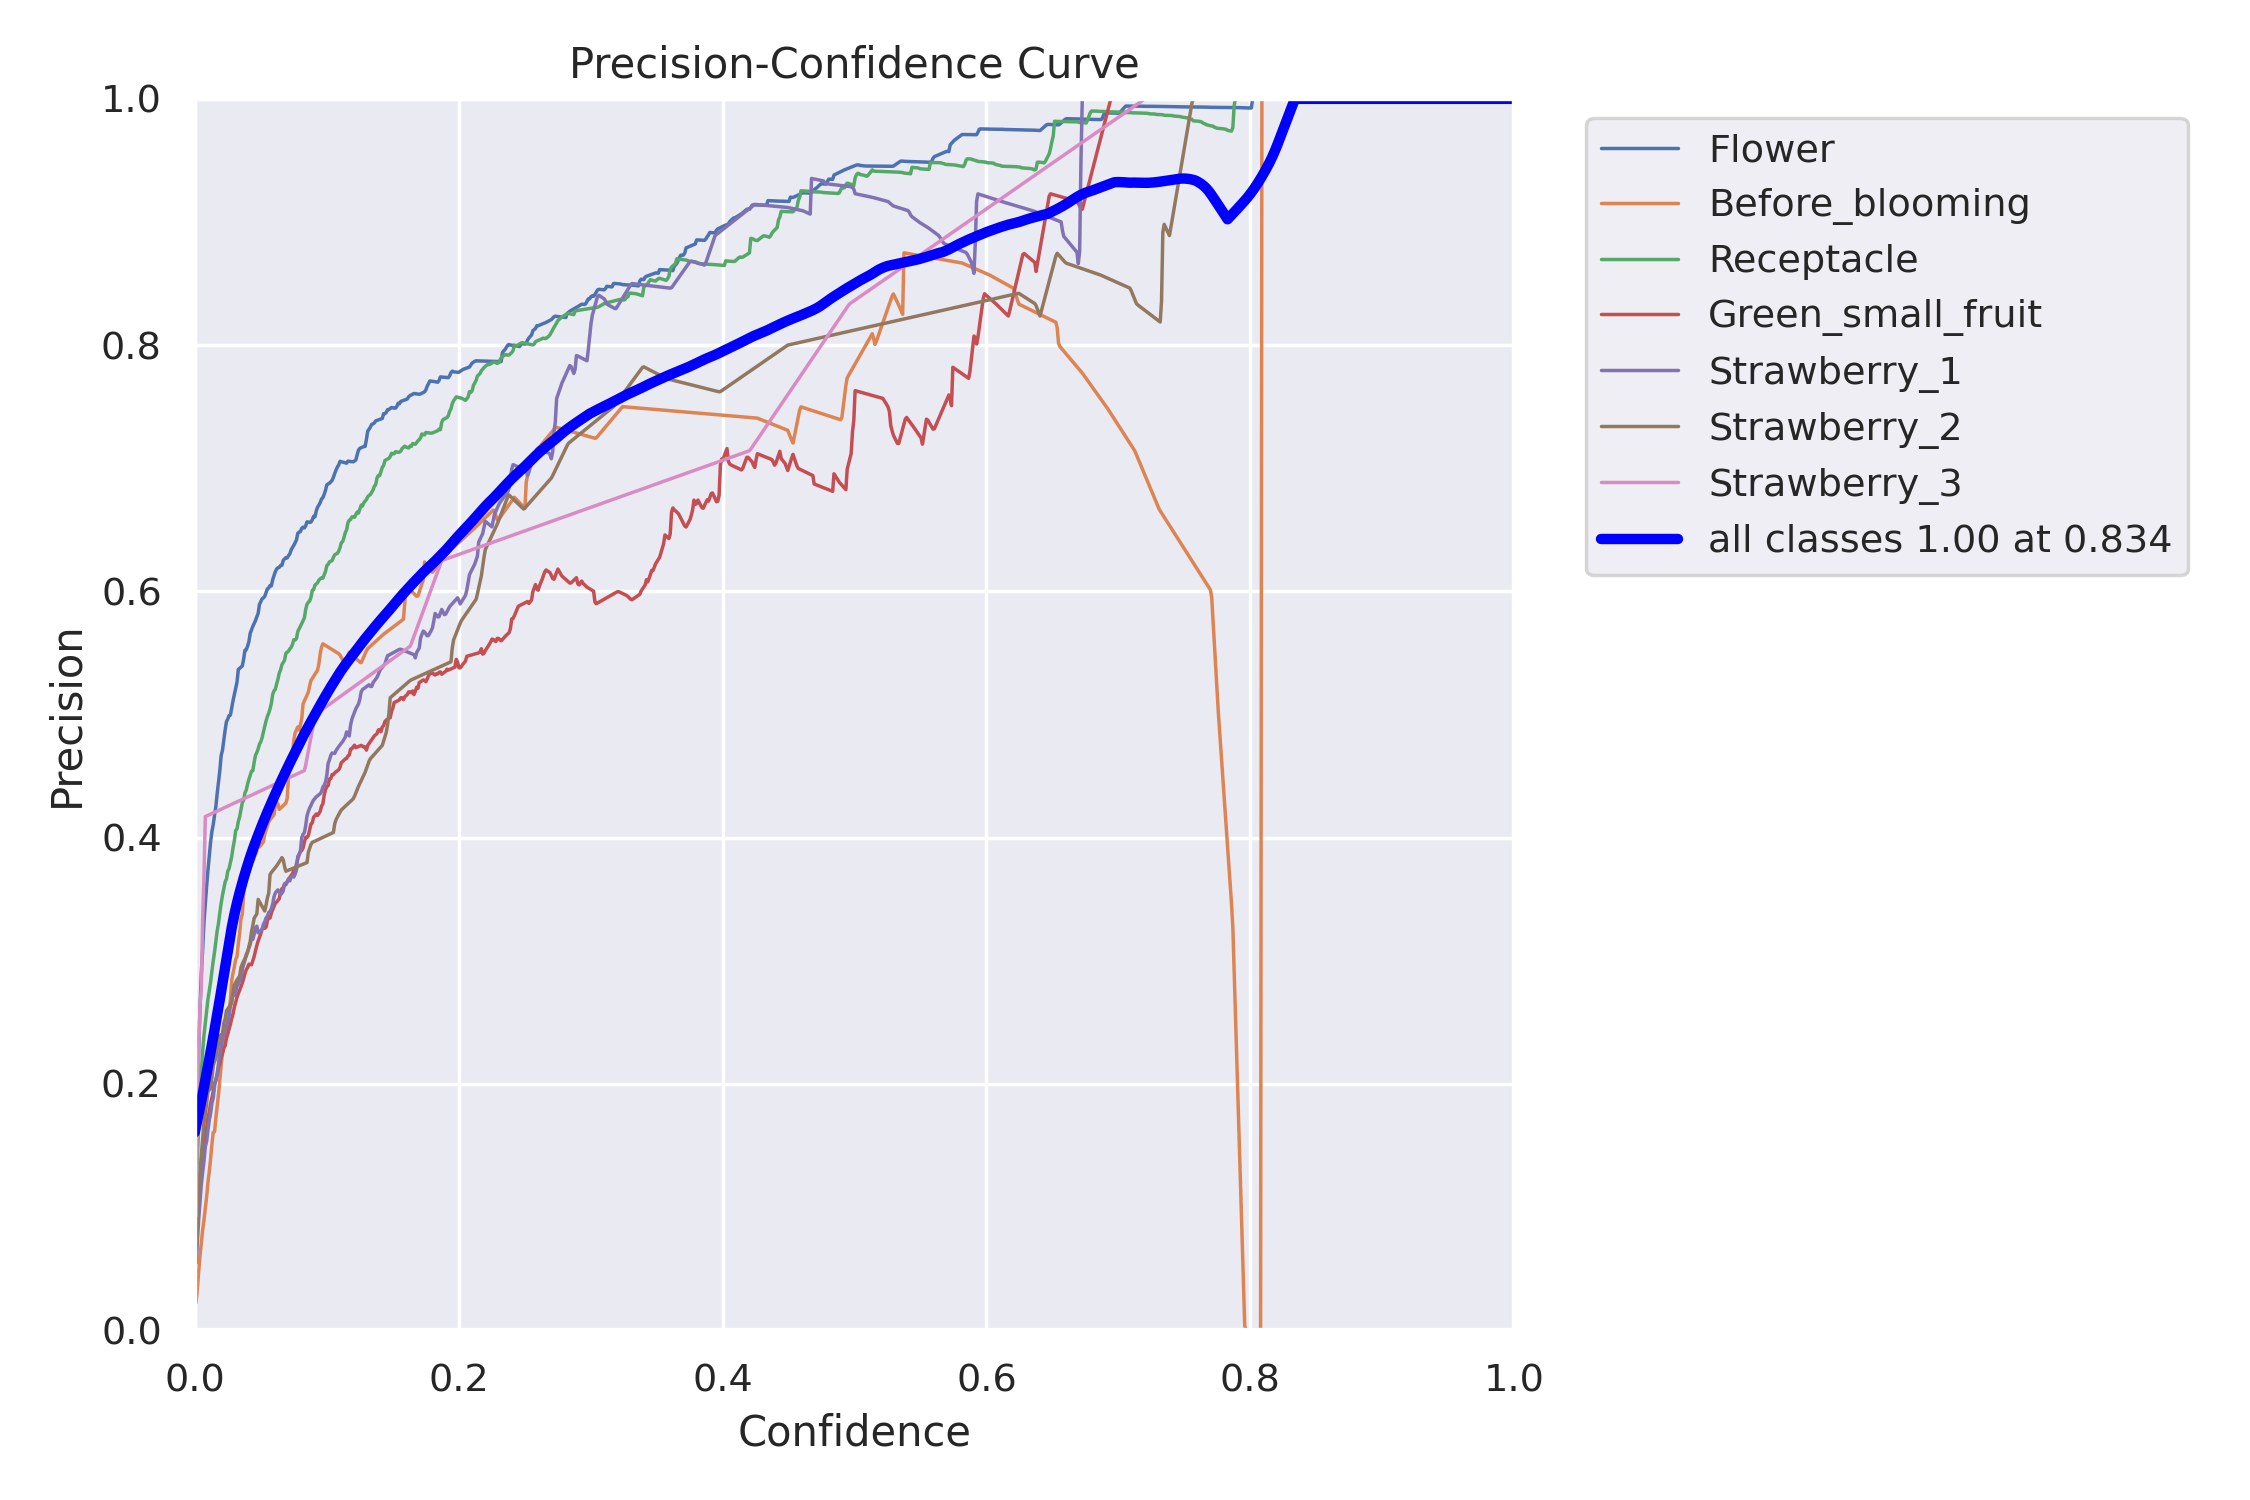 Precision-Confidence Curve
1.0
0.8
0.6
0.4
0.2
0.0
Precision
0.0 0.2 0.4 0.6 0.8 1.0
Confidence
Flower
Before_blooming
Receptacle
Green_small_fruit
Strawberry_1
Strawberry_2
Strawberry_3
all classes 1.00 at 0.834